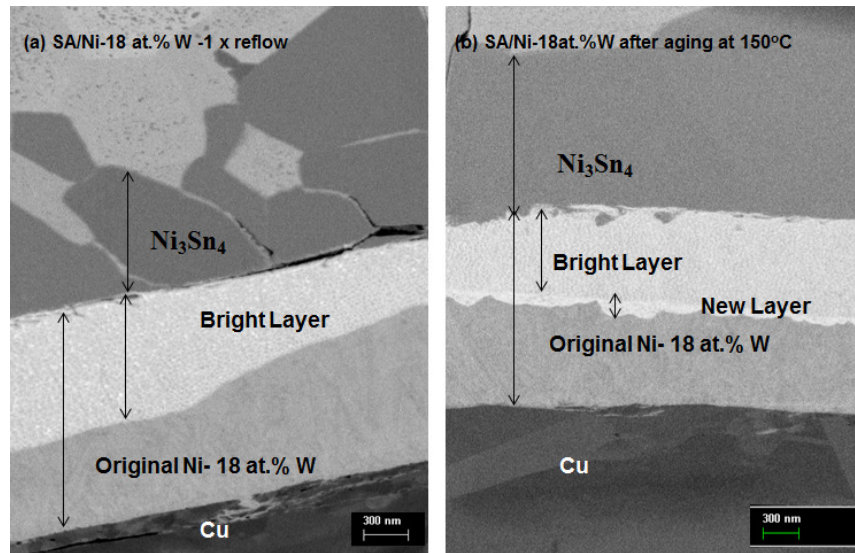 (a) SA/Ni-18 at.% W -1 x reflow
Ni3Sn4
Bright Layer
Original Ni- 18 at.% W
Cu
300 nm
(b) SA/Ni-18at.%W after aging at 150°C
Ni3Sn4
Bright Layer
New Layer
Original Ni- 18 at.% W
Cu
300 nm